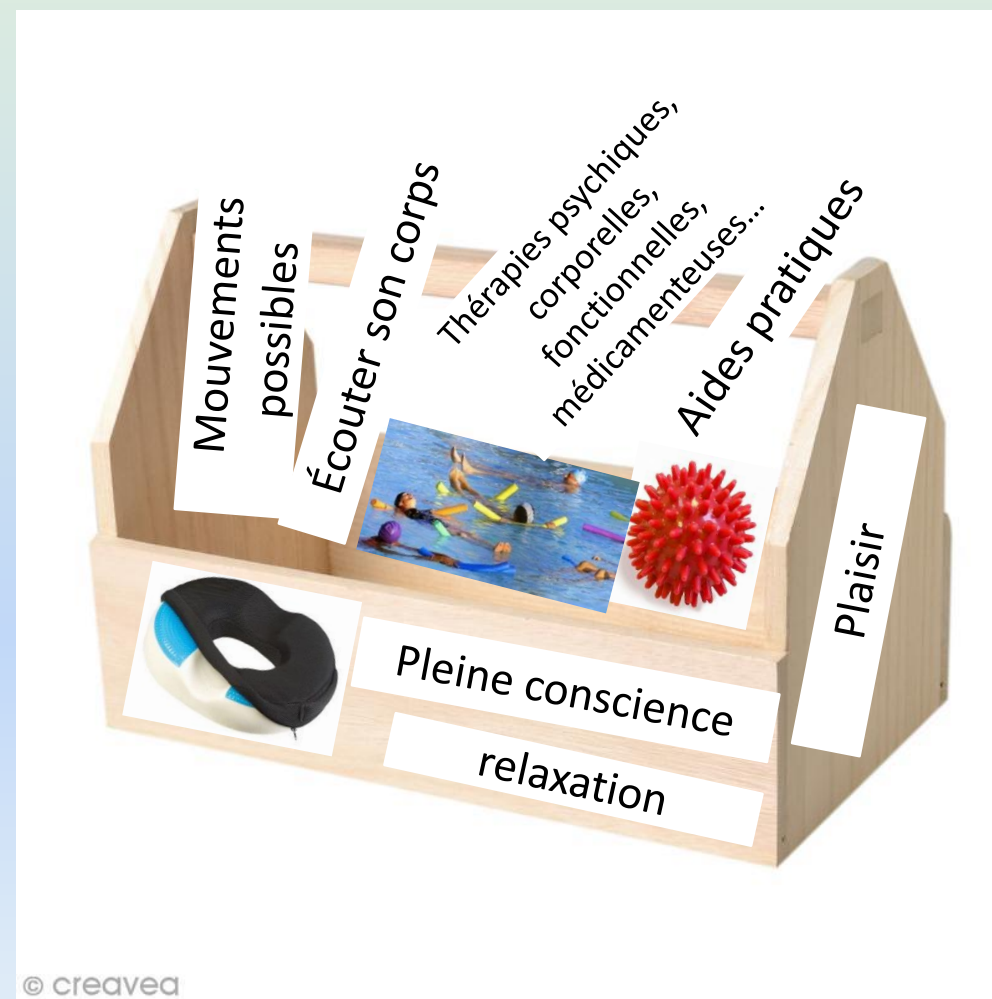 Mouvements
possibles
Écouter son corps
Thérapies psychiques,
corporelles,
fonctionnelles,
médicamenteuses...
Aides pratiques
Plaisir
Pleine conscience
relaxation
© creavea